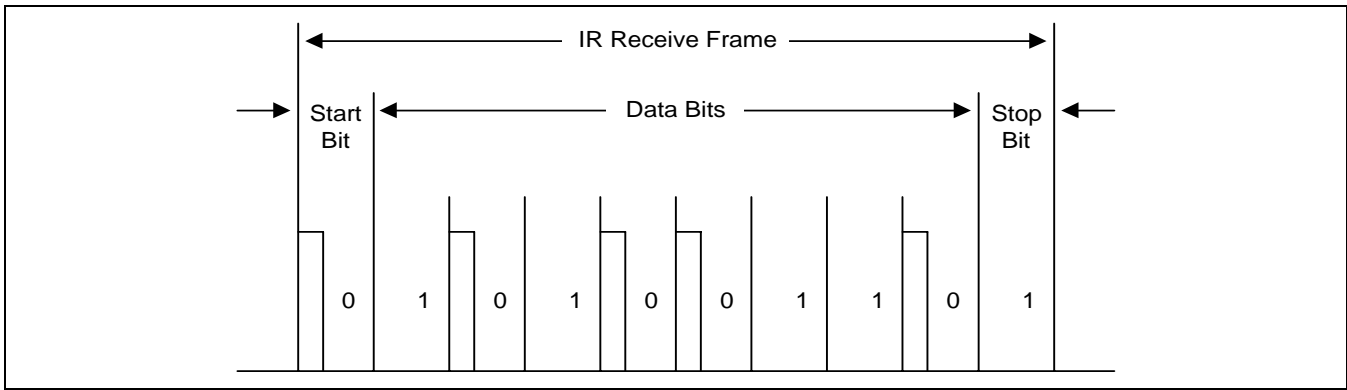 IR Receive Frame
Start Bit
Data Bits
Stop Bit
0 1 0 1 0 0 1 1 0 1